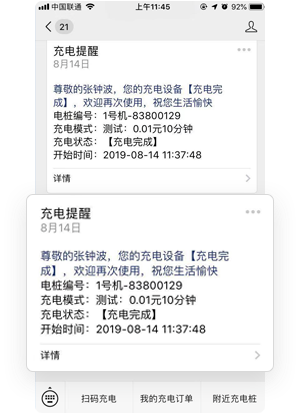 中国联通
上午11:45
92%
21
充电提醒
8月14日
尊敬的张钟波，您的充电设备【充电完
成】，欢迎再次使用，祝您生活愉快
电桩编号：1号机-83800129
充电模式：测试：0.01元10分钟
充电状态：【充电完成】
开始时间：2019-08-14 11:37:48
详情
充电提醒
8月14日
尊敬的张钟波，您的充电设备【充电完
成】，欢迎再次使用，祝您生活愉快
电桩编号：1号机-83800129
充电模式：测试：0.01元10分钟
充电状态：【充电完成】
开始时间：2019-08-14 11:37:48
详情
扫码充电
我的充电订单
附近充电桩